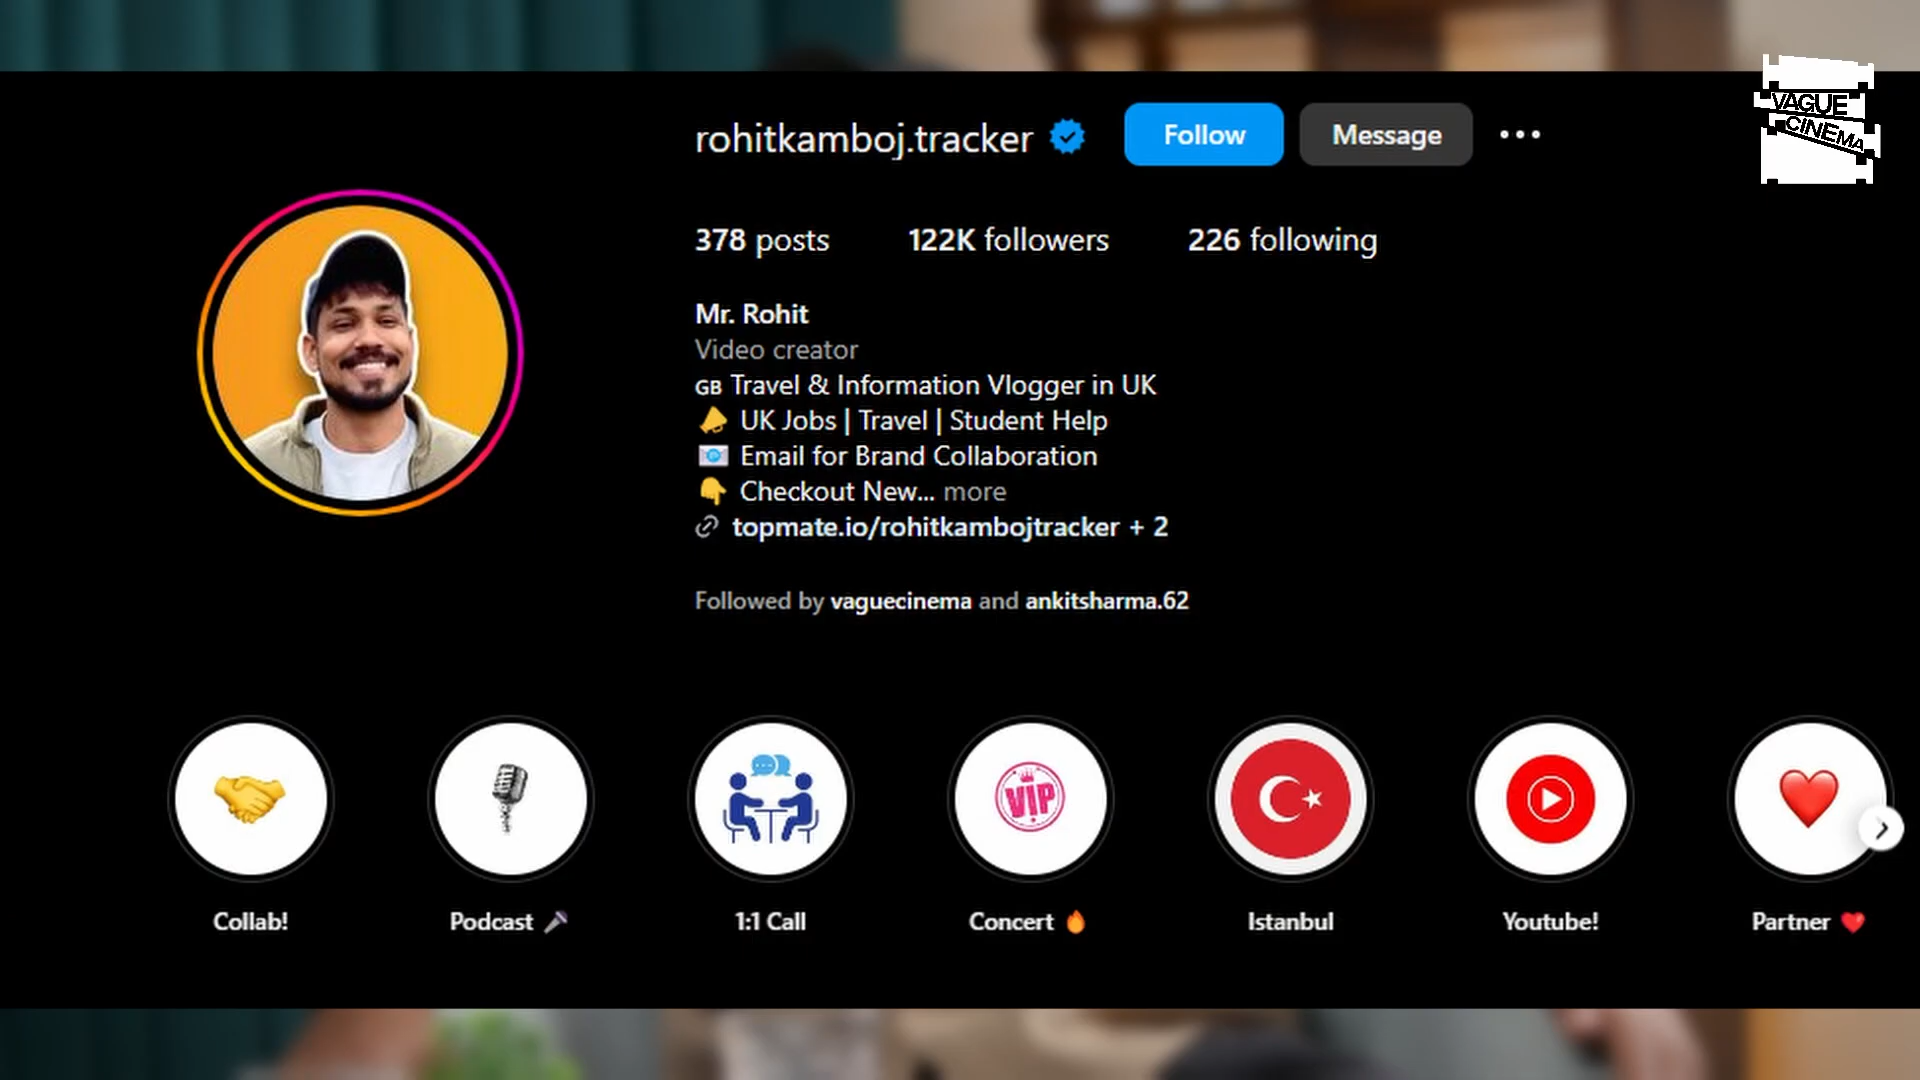 VAGUE
CINEMA
rohitkamboj.tracker
Follow
Message
378 posts
122K followers
226 following
Mr. Rohit
Video creator
GB Travel & Information Vlogger in UK
📣 UK Jobs | Travel | Student Help
📧 Email for Brand Collaboration
👇 Checkout New... more
topmate.io/rohitkambojtracker + 2
Followed by vaguecinema and ankitsharma.62
VIP
Collab!
Podcast 🎤
1:1 Call
Concert 🔥
Istanbul
Youtube!
Partner ❤️